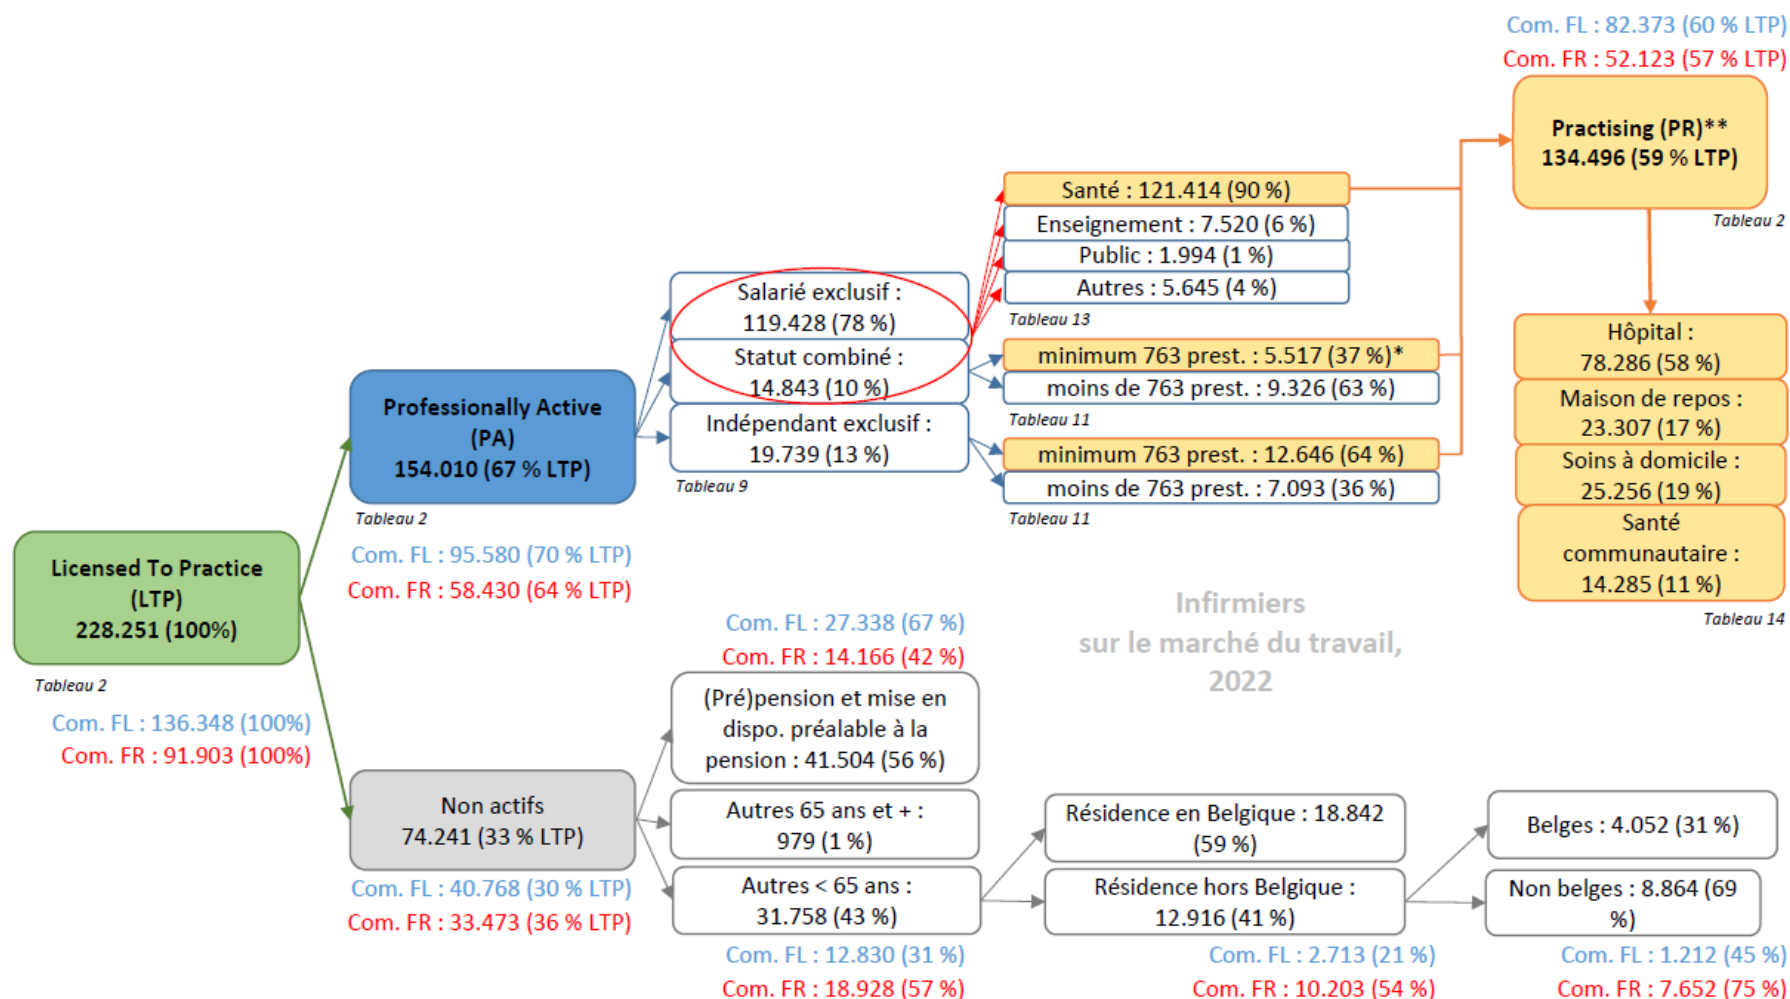 Com. FL : 82.373 (60 % LTP)
Com. FR : 52.123 (57 % LTP)
Practising (PR)**
134.496 (59 % LTP)
Tableau 2
Santé : 121.414 (90 %)
Enseignement : 7.520 (6 %)
Public : 1.994 (1 %)
Autres : 5.645 (4 %)
Tableau 13
Salarié exclusif :
119.428 (78 %)
Statut combiné :
14.843 (10 %)
Indépendant exclusif :
19.739 (13 %)
Tableau 9
minimum 763 prest. : 5.517 (37 %)*
moins de 763 prest. : 9.326 (63 %)
Tableau 11
minimum 763 prest. : 12.646 (64 %)
moins de 763 prest. : 7.093 (36 %)
Tableau 11
Hôpital :
78.286 (58 %)
Maison de repos :
23.307 (17 %)
Soins à domicile :
25.256 (19 %)
Santé
communautaire :
14.285 (11 %)
Tableau 14
Professionally Active
(PA)
154.010 (67 % LTP)
Tableau 2
Com. FL : 95.580 (70 % LTP)
Com. FR : 58.430 (64 % LTP)
Licensed To Practice
(LTP)
228.251 (100%)
Tableau 2
Com. FL : 136.348 (100%)
Com. FR : 91.903 (100%)
Infirmiers
sur le marché du travail,
2022
Com. FL : 27.338 (67 %)
Com. FR : 14.166 (42 %)
(Pré)pension et mise en
dispo. préalable à la
pension : 41.504 (56 %)
Non actifs
74.241 (33 % LTP)
Com. FL : 40.768 (30 % LTP)
Com. FR : 33.473 (36 % LTP)
Autres 65 ans et + :
979 (1 %)
Autres < 65 ans :
31.758 (43 %)
Com. FL : 12.830 (31 %)
Com. FR : 18.928 (57 %)
Résidence en Belgique : 18.842
(59 %)
Résidence hors Belgique :
12.916 (41 %)
Com. FL : 2.713 (21 %)
Com. FR : 10.203 (54 %)
Belges : 4.052 (31 %)
Non belges : 8.864 (69
%)
Com. FL : 1.212 (45 %)
Com. FR : 7.652 (75 %)